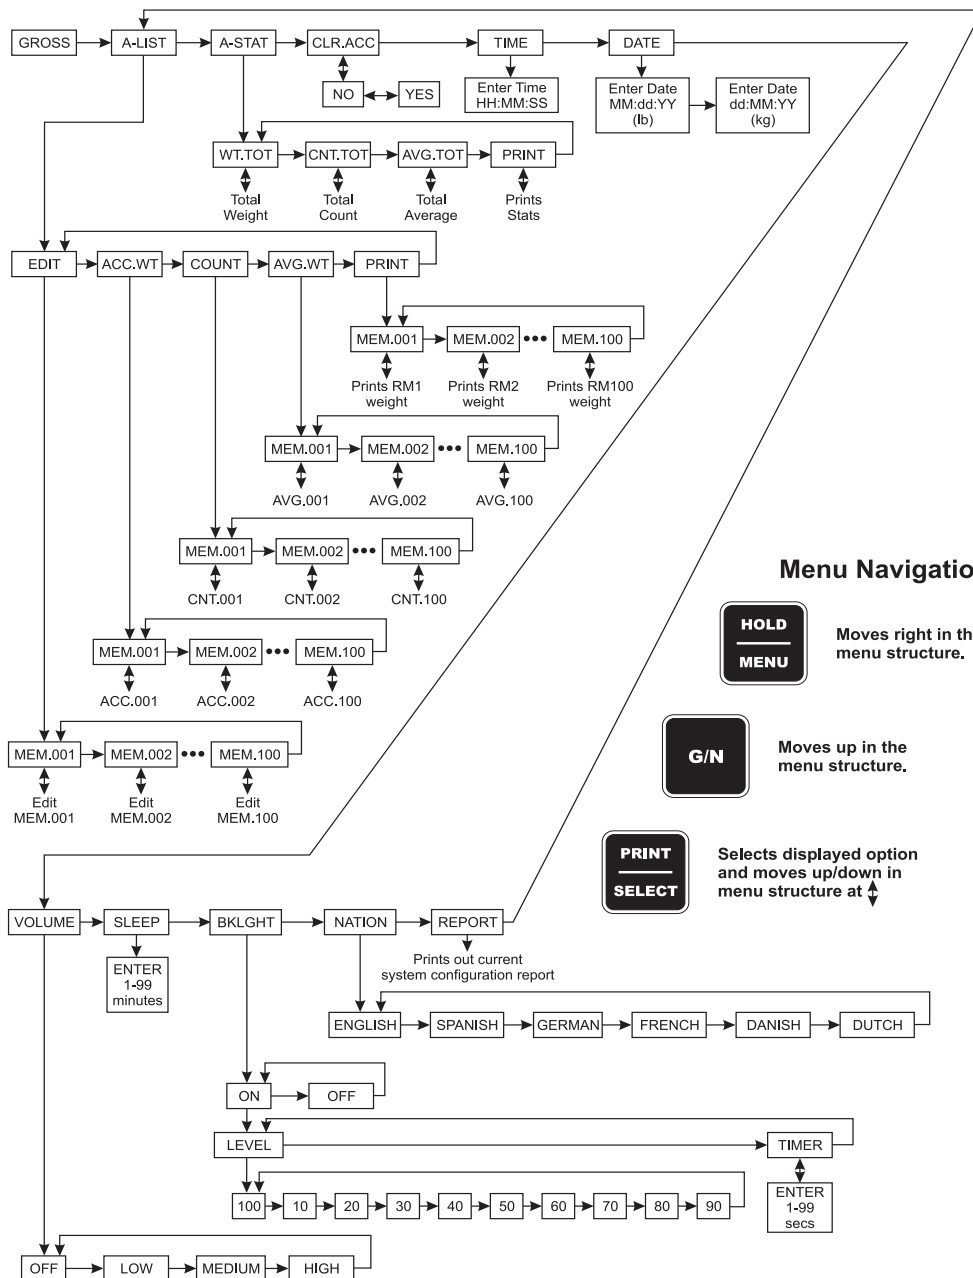 GROSS A-LIST A-STAT CLR.ACC TIME DATE
NO YES
Enter Time
HH:MM:SS
Enter Date
MM:dd:YY
(lb)
Enter Date
dd:MM:YY
(kg)
WT.TOT CNT.TOT AVG.TOT PRINT
Total
Weight
Total
Count
Total
Average
Prints
Stats
EDIT ACC.WT COUNT AVG.WT PRINT
MEM.001 MEM.002 ••• MEM.100
Prints RM1
weight
Prints RM2
weight
Prints RM100
weight
MEM.001 MEM.002 ••• MEM.100
AVG.001 AVG.002 AVG.100
MEM.001 MEM.002 ••• MEM.100
CNT.001 CNT.002 CNT.100
MEM.001 MEM.002 ••• MEM.100
ACC.001 ACC.002 ACC.100
MEM.001 MEM.002 ••• MEM.100
Edit
MEM.001
Edit
MEM.002
Edit
MEM.100
Menu Navigatio
HOLD
MENU
Moves right in th
menu structure.
G/N
Moves up in the
menu structure.
PRINT
SELECT
Selects displayed option
and moves up/down in
menu structure at
VOLUME SLEEP BKLGHT NATION REPORT
ENTER
1-99
minutes
Prints out current
system configuration report
ENGLISH SPANISH GERMAN FRENCH DANISH DUTCH
ON OFF
LEVEL TIMER
100 10 20 30 40 50 60 70 80 90
ENTER
1-99
secs
OFF LOW MEDIUM HIGH